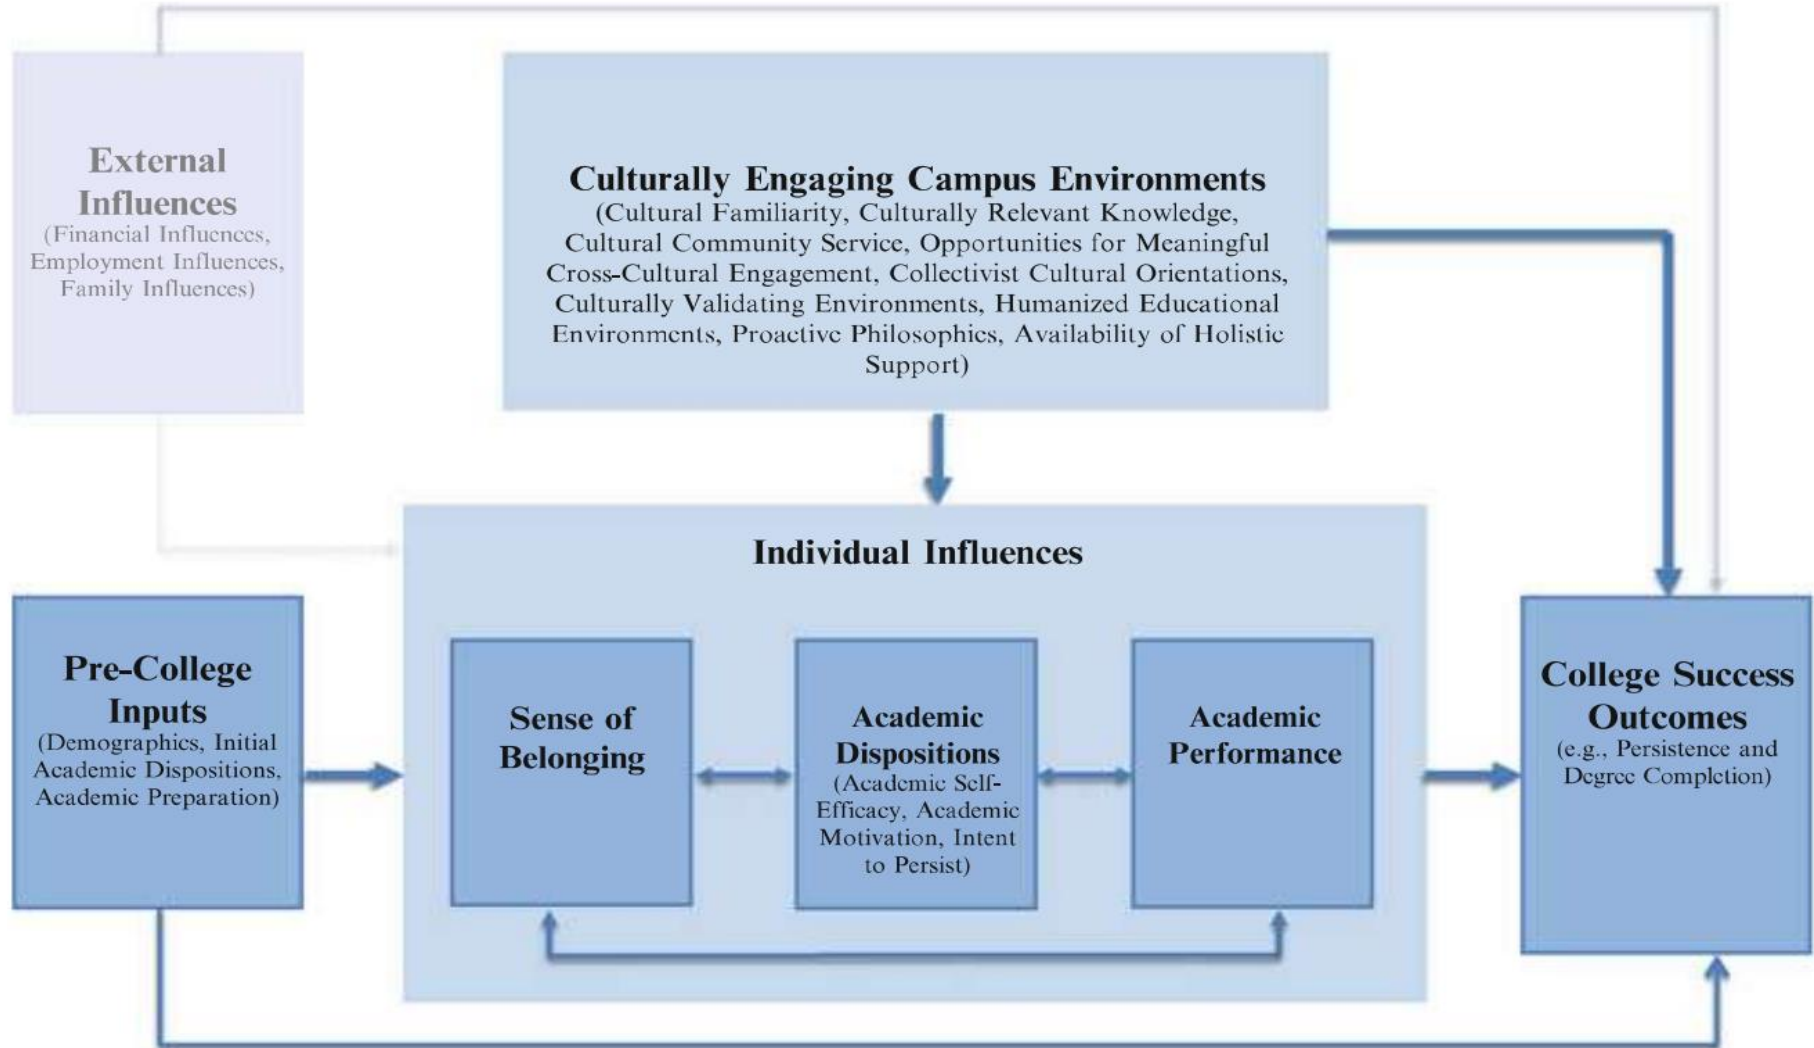 External
Influences
(Financial Influences,
Employment Influences,
Family Influences)
Culturally Engaging Campus Environments
(Cultural Familiarity, Culturally Relevant Knowledge,
Cultural Community Service, Opportunities for Meaningful
Cross-Cultural Engagement, Collectivist Cultural Orientations,
Culturally Validating Environments, Humanized Educational
Environments, Proactive Philosophies, Availability of Holistic
Support)
Individual Influences
Pre-College
Inputs
(Demographics, Initial
Academic Dispositions,
Academic Preparation)
Sense of
Belonging
Academic
Dispositions
(Academic Self-
Efficacy, Academic
Motivation, Intent
to Persist)
Academic
Performance
College Success
Outcomes
(e.g., Persistence and
Degree Completion)